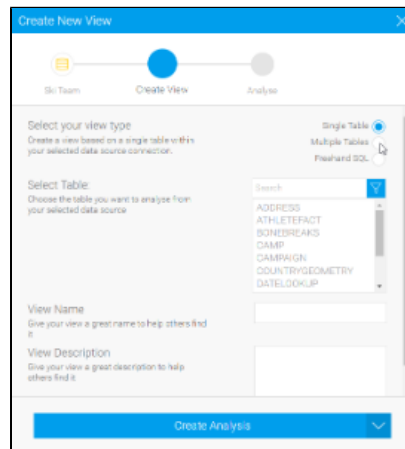 Create New View
Ski Team
Create View
Analyse
Select your view type
Create a view based on a single table within
your selected data source connection.
Single Table
Multiple Tables
Freehand SQL
Select Table:
Choose the table you want to analyse from
your selected data source
Search
ADDRESS
ATHLETEFACT
BONEBREAKS
CAMP
CAMPAIGN
COUNTRYGEOMETRY
DATELOOKUP
View Name
Give your view a great name to help others find
it
View Description
Give your view a great description to help
others find it
Create Analysis